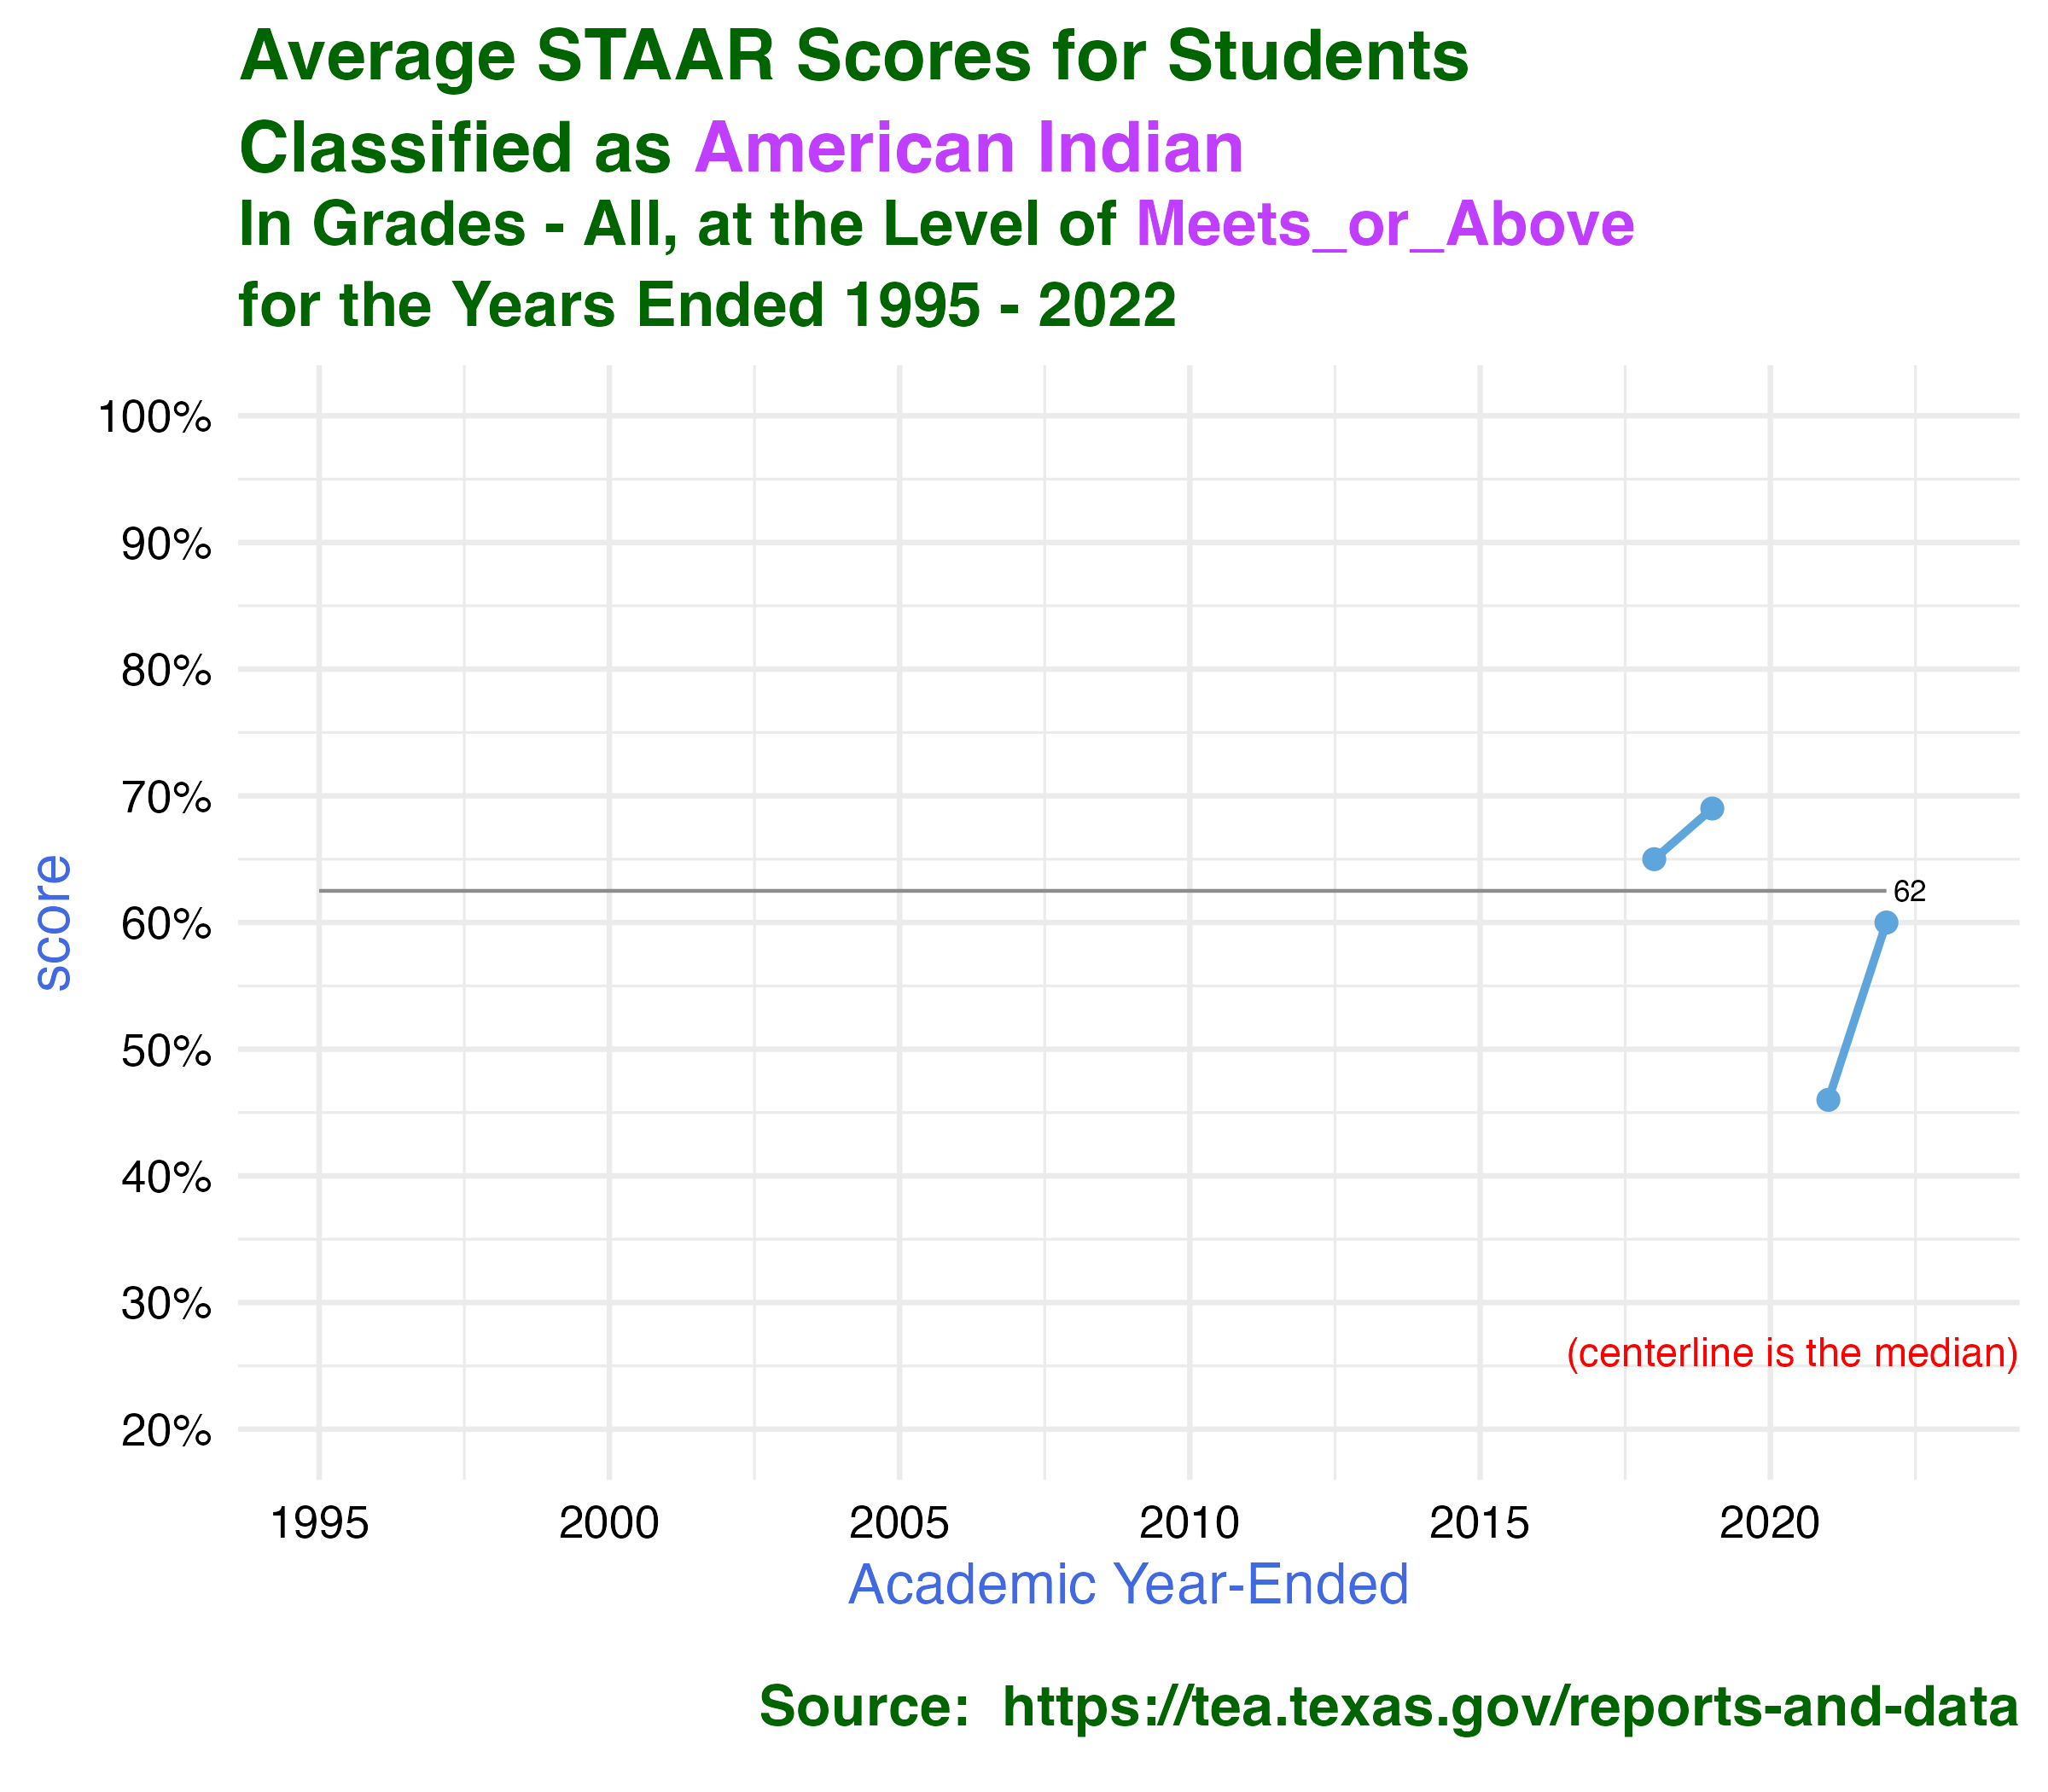 Average STAAR Scores for Students
Classified as American Indian
In Grades - All, at the Level of Meets_or_Above
for the Years Ended 1995 - 2022
100%
90%
80%
70%
60%
50%
40%
30%
20%
score
62
(centerline is the median)
1995 2000 2005 2010 2015 2020
Academic Year-Ended
Source:  https://tea.texas.gov/reports-and-data